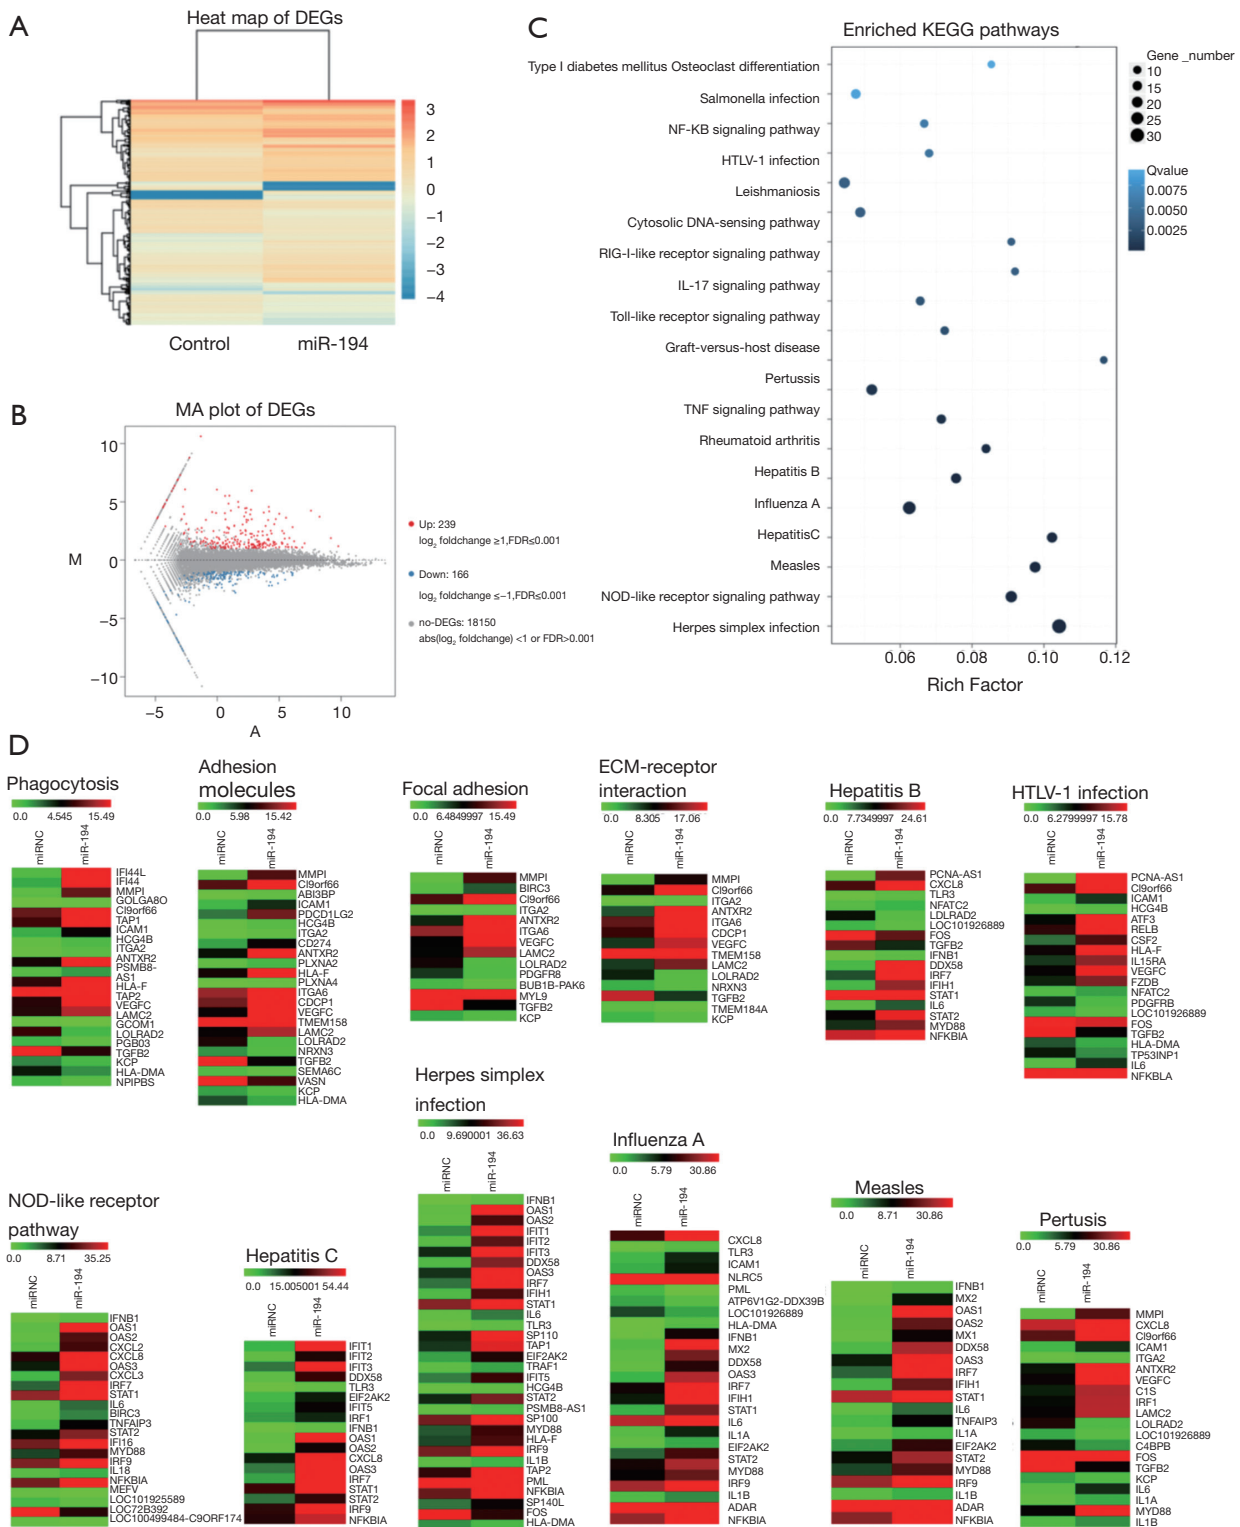 A
Heat map of DEGs
3
2
1
0
−1
−2
−3
−4
Control
miR-194
B
MA plot of DEGs
10
5
0
−5
−10
M
−5
0
5
10
A
Up: 239
log2 foldchange ≥1,FDR≤0.001
Down: 166
log2 foldchange ≤−1,FDR≤0.001
no-DEGs: 18150
abs(log2 foldchange) <1 or FDR>0.001
C
Enriched KEGG pathways
Type I diabetes mellitus Osteoclast differentiation
Salmonella infection
NF-KB signaling pathway
HTLV-1 infection
Leishmaniosis
Cytosolic DNA-sensing pathway
RIG-I-like receptor signaling pathway
IL-17 signaling pathway
Toll-like receptor signaling pathway
Graft-versus-host disease
Pertussis
TNF signaling pathway
Rheumatoid arthritis
Hepatitis B
Influenza A
HepatitisC
Measles
NOD-like receptor signaling pathway
Herpes simplex infection
0.06
0.08
0.10
0.12
Rich Factor
Gene _number
10
15
20
25
30
Qvalue
0.0075
0.0050
0.0025
D
Phagocytosis
0.0 4.545 15.49
miRNC
miR-194
IFI44L
IFI44
MMPI
GOLGA8O
Cl9orf66
TAP1
ICAM1
HCG4B
ITGA2
ANTXR2
PSMB8-
AS1
HLA-F
TAP2
VEGFC
LAMC2
GCOM1
LOLRAD2
PGB03
TGFB2
KCP
HLA-DMA
NPIPBS
Adhesion
molecules
0.0 5.98 15.42
miRNC
miR-194
MMPI
Cl9orf66
ABI3BP
ICAM1
PDCD1LG2
HCG4B
ITGA2
CD274
ANTXR2
PLXNA2
HLA-F
PLXNA4
ITGA6
CDCP1
VEGFC
TMEM158
LAMC2
LOLRAD2
NRXN3
TGFB2
SEMA6C
VASN
KCP
HLA-DMA
Focal adhesion
0.0 6.4849997 15.49
miRNC
miR-194
MMPI
BIRC3
Cl9orf66
ITGA2
ANTXR2
ITGA6
VEGFC
LAMC2
LOLRAD2
PDGFR8
BUB1B-PAK6
MYL9
TGFB2
KCP
ECM-receptor
interaction
0.0 8.305 17.06
miRNC
miR-194
MMPI
Cl9orf66
ITGA2
ANTXR2
ITGA6
CDCP1
VEGFC
TMEM158
LAMC2
LOLRAD2
NRXN3
TGFB2
TMEM184A
KCP
Hepatitis B
0.0 7.7349997 24.61
miRNC
miR-194
PCNA-AS1
CXCL8
TLR3
NFATC2
LDLRAD2
LOC101926889
FOS
TGFB2
IFNB1
DDX58
IRF7
IFIH1
STAT1
IL6
STAT2
MYD88
NFKBIA
HTLV-1 infection
0.0 6.2799997 15.78
miRNC
miR-194
PCNA-AS1
Cl9orf66
ICAM1
HCG4B
ATF3
RELB
CSF2
HLA-F
IL15RA
VEGFC
FZDB
NFATC2
PDGFRB
LOC101926889
FOS
TGFB2
HLA-DMA
TP53INP1
IL6
NFKBLA
NOD-like receptor
pathway
0.0 8.71 35.25
miRNC
miR-194
IFNB1
OAS1
OAS2
CXCL2
CXCL8
OAS3
CXCL3
IRF7
STAT1
IL6
BIRC3
TNFAIP3
STAT2
IFI16
MYD88
IRF9
IL18
NFKBIA
MEFV
LOC101925589
LOC72B392
LOC100499484-C9ORF174
Hepatitis C
0.0 15.005001 54.44
miRNC
miR-194
IFIT1
IFIT2
IFIT3
DDX58
TLR3
EIF2AK2
IFIT5
IRF1
IFNB1
OAS1
OAS2
CXCL8
OAS3
IRF7
STAT1
STAT2
IRF9
NFKBIA
Herpes simplex
infection
0.0 9.690001 36.63
miRNC
miR-194
IFNB1
OAS1
OAS2
IFIT1
IFIT2
IFIT3
DDX58
OAS3
IRF7
IFIH1
STAT1
IL6
TLR3
SP110
TAP1
EIF2AK2
TRAF1
IFIT5
HCG4B
STAT2
PSMB8-AS1
SP100
MYD88
HLA-F
IRF9
IL1B
TAP2
PML
NFKBIA
SP140L
FOS
HLA-DMA
Influenza A
0.0 5.79 30.86
miRNC
miR-194
CXCL8
TLR3
ICAM1
NLRC5
PML
ATP6V1G2-DDX39B
LOC101926889
HLA-DMA
IFNB1
MX2
DDX58
OAS3
IRF7
IFIH1
STAT1
IL6
IL1A
EIF2AK2
STAT2
MYD88
IRF9
IL1B
ADAR
NFKBIA
Measles
0.0 8.71 30.86
miRNC
miR-194
IFNB1
MX2
OAS1
OAS2
MX1
DDX58
OAS3
IRF7
IFIH1
STAT1
IL6
TNFAIP3
IL1A
EIF2AK2
STAT2
MYD88
IRF9
IL1B
ADAR
NFKBIA
Pertusis
0.0 5.79 30.86
miRNC
miR-194
MMPI
CXCL8
Cl9orf66
ICAM1
ITGA2
ANTXR2
VEGFC
C1S
IRF1
LAMC2
LOLRAD2
LOC101926889
C4BPB
FOS
TGFB2
KCP
IL6
IL1A
MYD88
IL1B